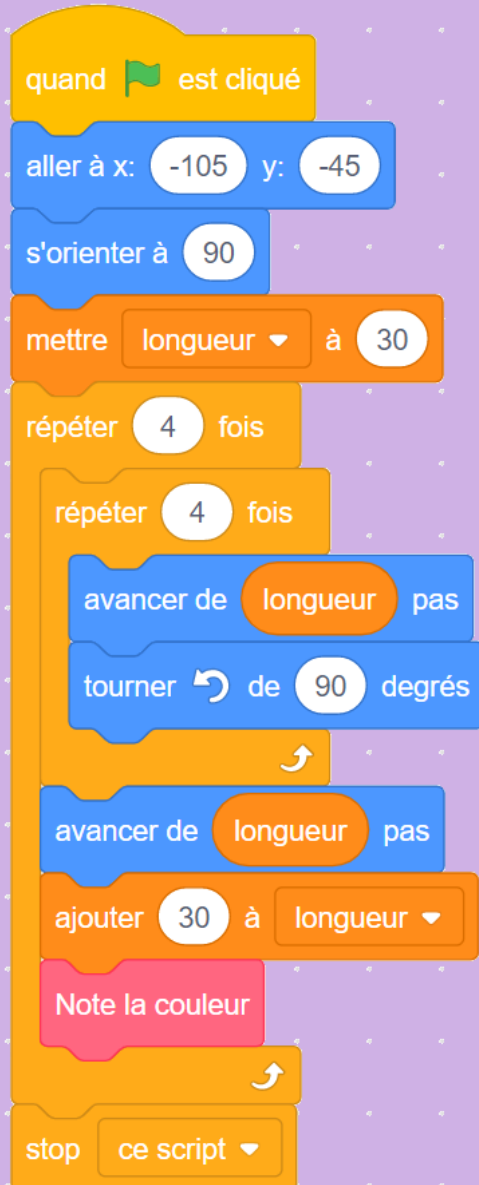 quand est cliqué
aller à x: -105 y: -45
s'orienter à 90
mettre longueur à 30
répéter 4 fois
répéter 4 fois
avancer de longueur pas
tourner de 90 degrés
avancer de longueur pas
ajouter 30 à longueur
Note la couleur
stop ce script